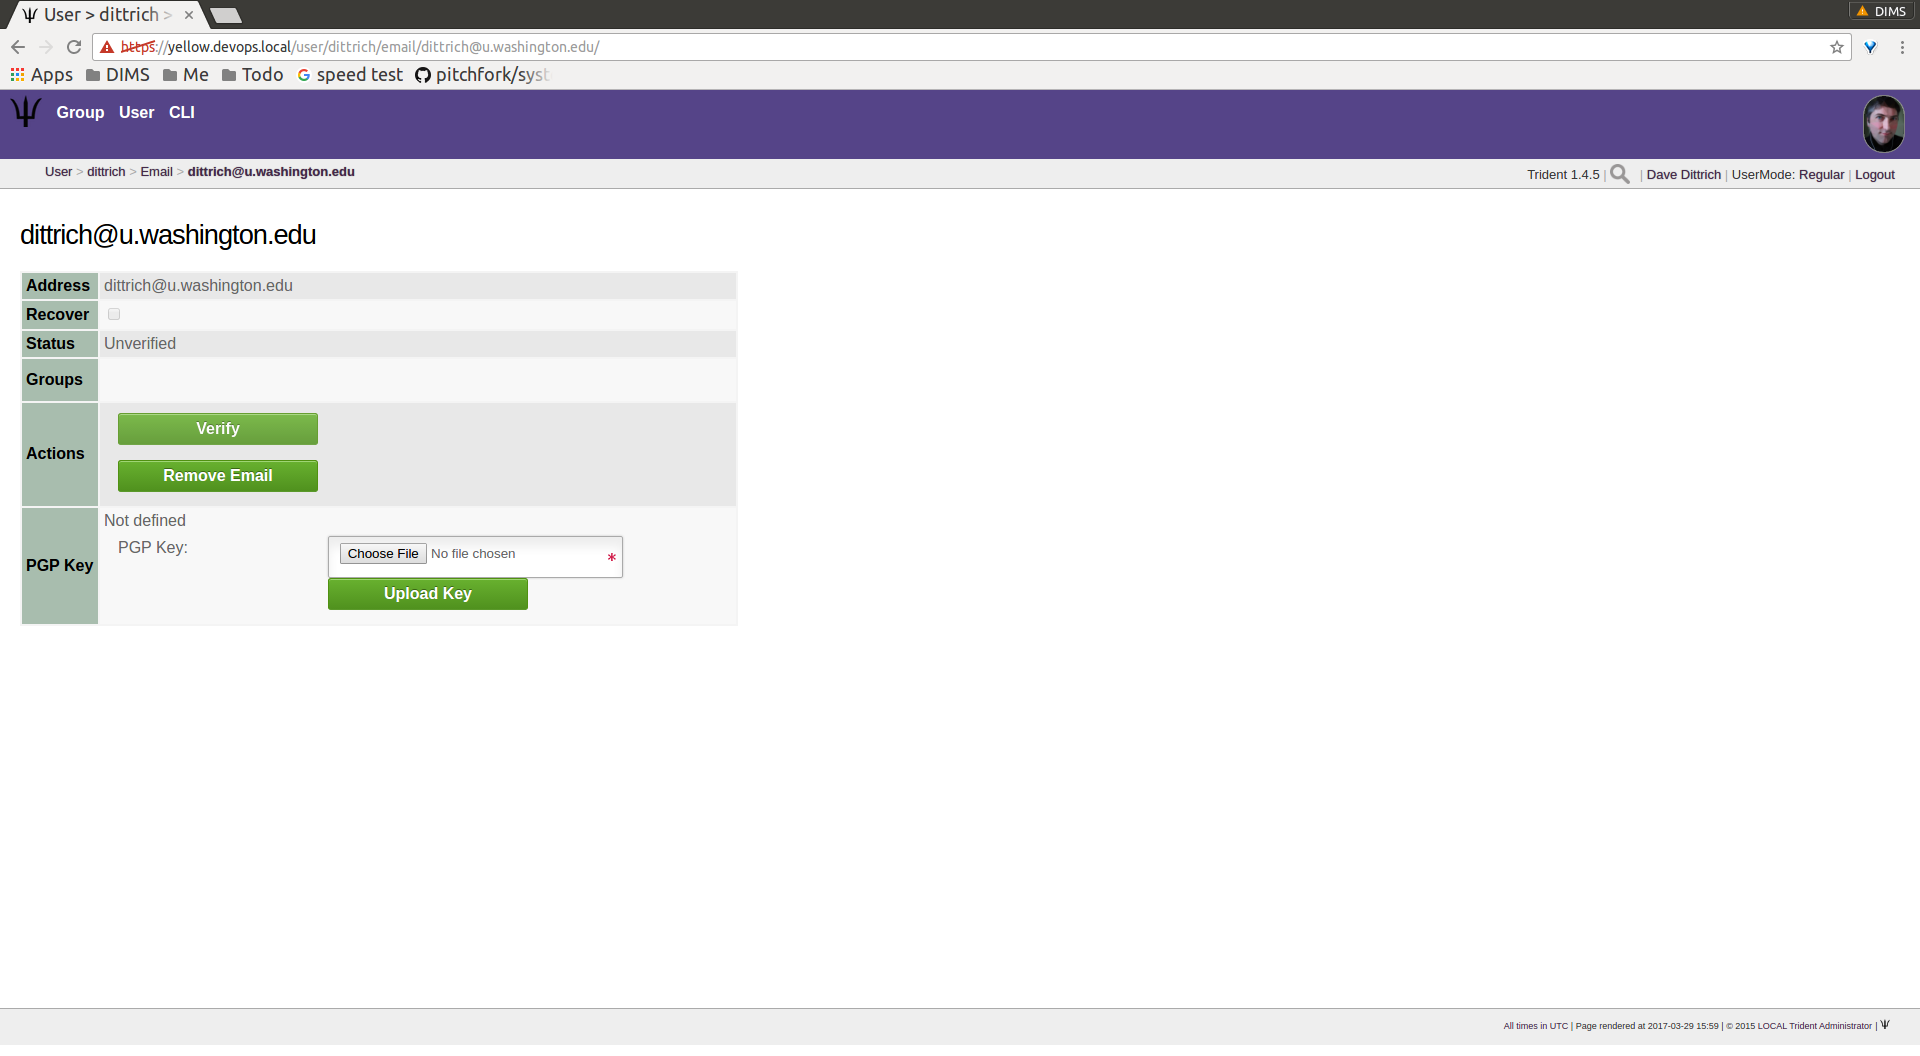 User > dittrich >
DIMS
https://yellow.devops.local/user/dittrich/email/dittrich@u.washington.edu/
Apps DIMS Me Todo speed test pitchfork/syst
Group User CLI
User > dittrich > Email > dittrich@u.washington.edu
Trident 1.4.5 | | Dave Dittrich | UserMode: Regular | Logout
dittrich@u.washington.edu
Address dittrich@u.washington.edu
Recover
Status Unverified
Groups
Actions
Verify
Remove Email
PGP Key
Not defined
PGP Key:
Choose File No file chosen *
Upload Key
All times in UTC | Page rendered at 2017-03-29 15:59 | © 2015 LOCAL Trident Administrator |